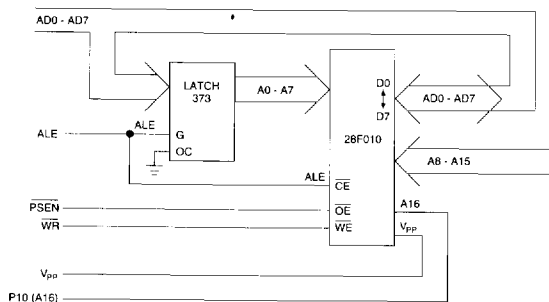 AD0 - AD7
LATCH
373
A0 - A7
D0
D7
AD0 - AD7
28F010
A8 - A15
ALE
ALE
G
OC
ALE
CE
PSEN
OE
WR
WE
A16
VPP
VPP
P10 (A16)